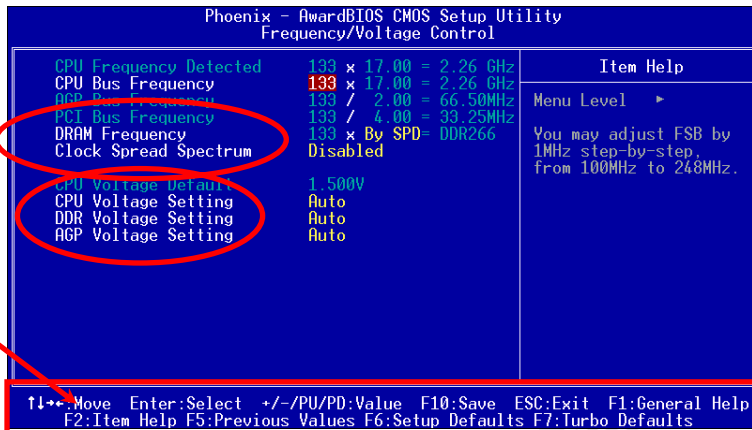 Phoenix - AwardBIOS CMOS Setup Utility
Frequency/Voltage Control
CPU Frequency Detected 133 x 17.00 = 2.26 GHz
CPU Bus Frequency 133 x 17.00 = 2.26 GHz
AGP Bus Frequency 133 / 2.00 = 66.50MHz
PCI Bus Frequency 133 / 4.00 = 33.25MHz
DRAM Frequency 133 x By SPD= DDR266
Clock Spread Spectrum Disabled
CPU Voltage Default 1.500V
CPU Voltage Setting Auto
DDR Voltage Setting Auto
AGP Voltage Setting Auto
Item Help
Menu Level ►
You may adjust FSB by
1MHz step-by-step,
from 100MHz to 248MHz.
↑↓→←:Move Enter:Select +/-/PU/PD:Value F10:Save ESC:Exit F1:General Help
F2:Item Help F5:Previous Values F6:Setup Defaults F7:Turbo Defaults